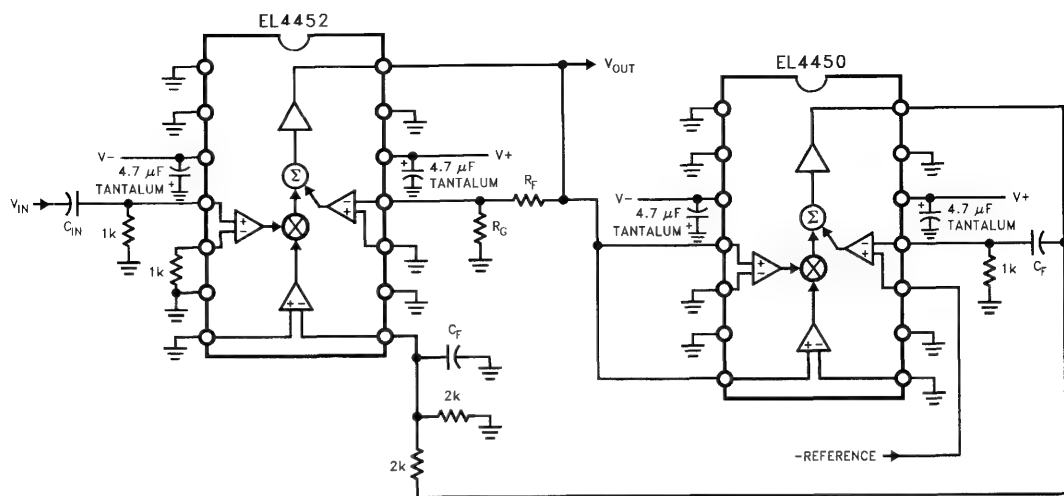 EL4452
V-
4.7 µF
TANTALUM
+
V_IN
C_IN
1k
1k
+
-
Σ
+ -
-
+
+
4.7 µF
TANTALUM
V+
V_OUT
R_F
R_G
C_F
2k
2k
EL4450
V-
4.7 µF
TANTALUM
+
+
-
Σ
+ -
-
+
+
4.7 µF
TANTALUM
V+
C_F
1k
-REFERENCE